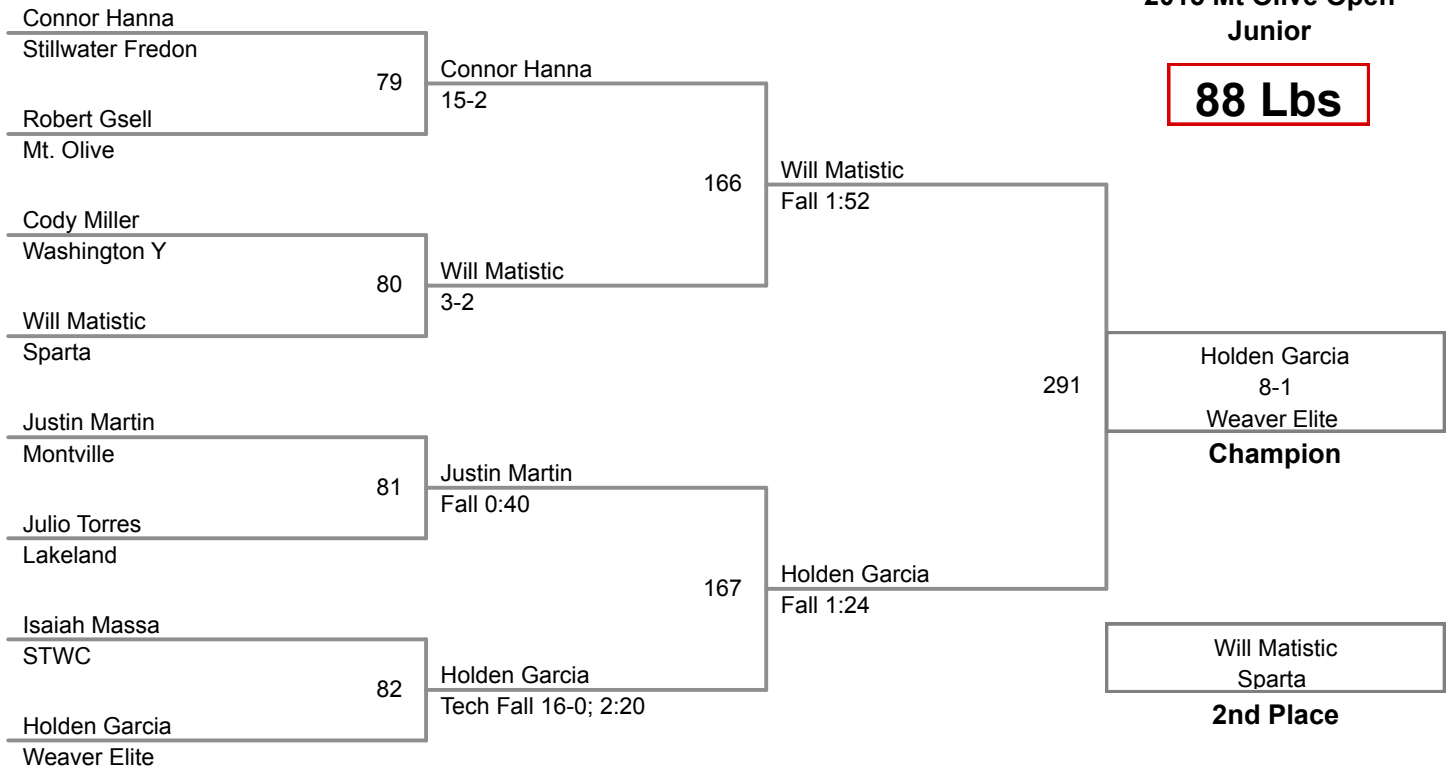 2016 Mt Olive Open
Junior
88 Lbs
Connor Hanna
Stillwater Fredon
79
Robert Gsell
Mt. Olive
Connor Hanna
15-2
Cody Miller
Washington Y
80
Will Matistic
Sparta
Will Matistic
3-2
166
Will Matistic
Fall 1:52
Justin Martin
Montville
81
Julio Torres
Lakeland
Justin Martin
Fall 0:40
Isaiah Massa
STWC
82
Holden Garcia
Weaver Elite
Holden Garcia
Tech Fall 16-0; 2:20
167
Holden Garcia
Fall 1:24
291
Holden Garcia
8-1
Weaver Elite
Champion
Will Matistic
Sparta
2nd Place